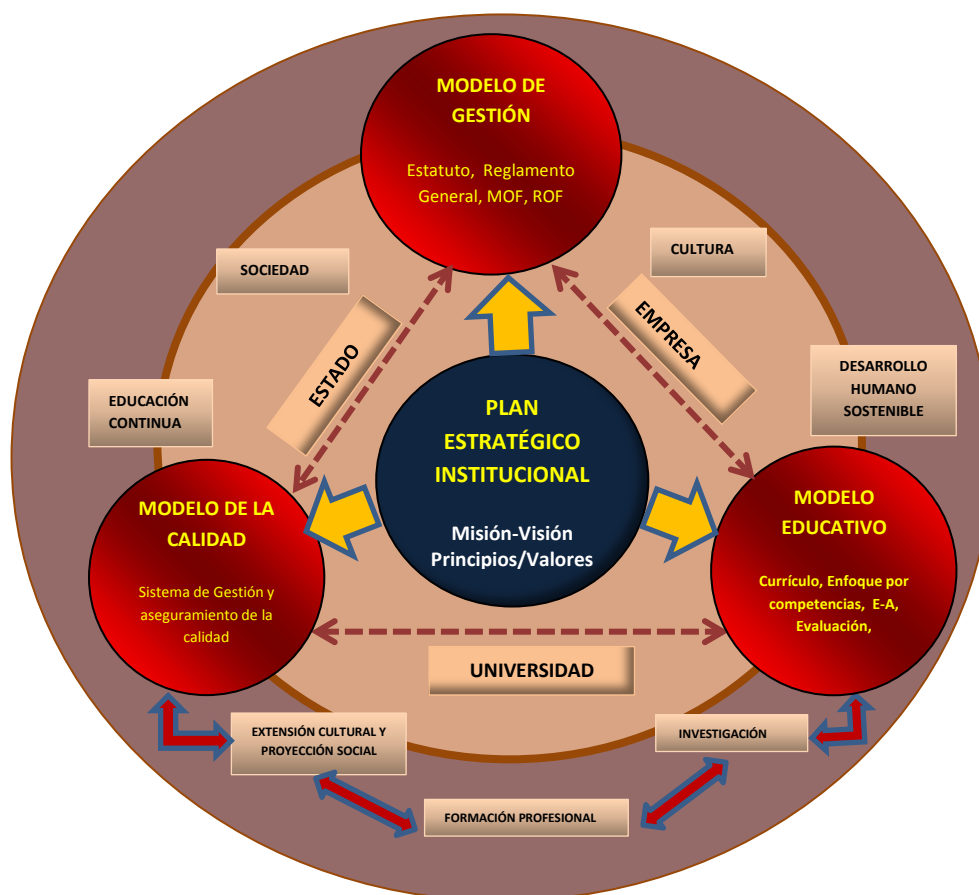 MODELO DE
GESTIÓN
Estatuto, Reglamento
General, MOF, ROF
SOCIEDAD
CULTURA
ESTADO
EMPRESA
EDUCACIÓN
CONTINUA
DESARROLLO
HUMANO
SOSTENIBLE
PLAN
ESTRATÉGICO
INSTITUCIONAL
Misión-Visión
Principios/Valores
MODELO DE LA
CALIDAD
Sistema de Gestión y
aseguramiento de la
calidad
MODELO
EDUCATIVO
Currículo, Enfoque por
competencias, E-A,
Evaluación,
UNIVERSIDAD
EXTENSIÓN CULTURAL Y
PROYECCIÓN SOCIAL
INVESTIGACIÓN
FORMACIÓN PROFESIONAL